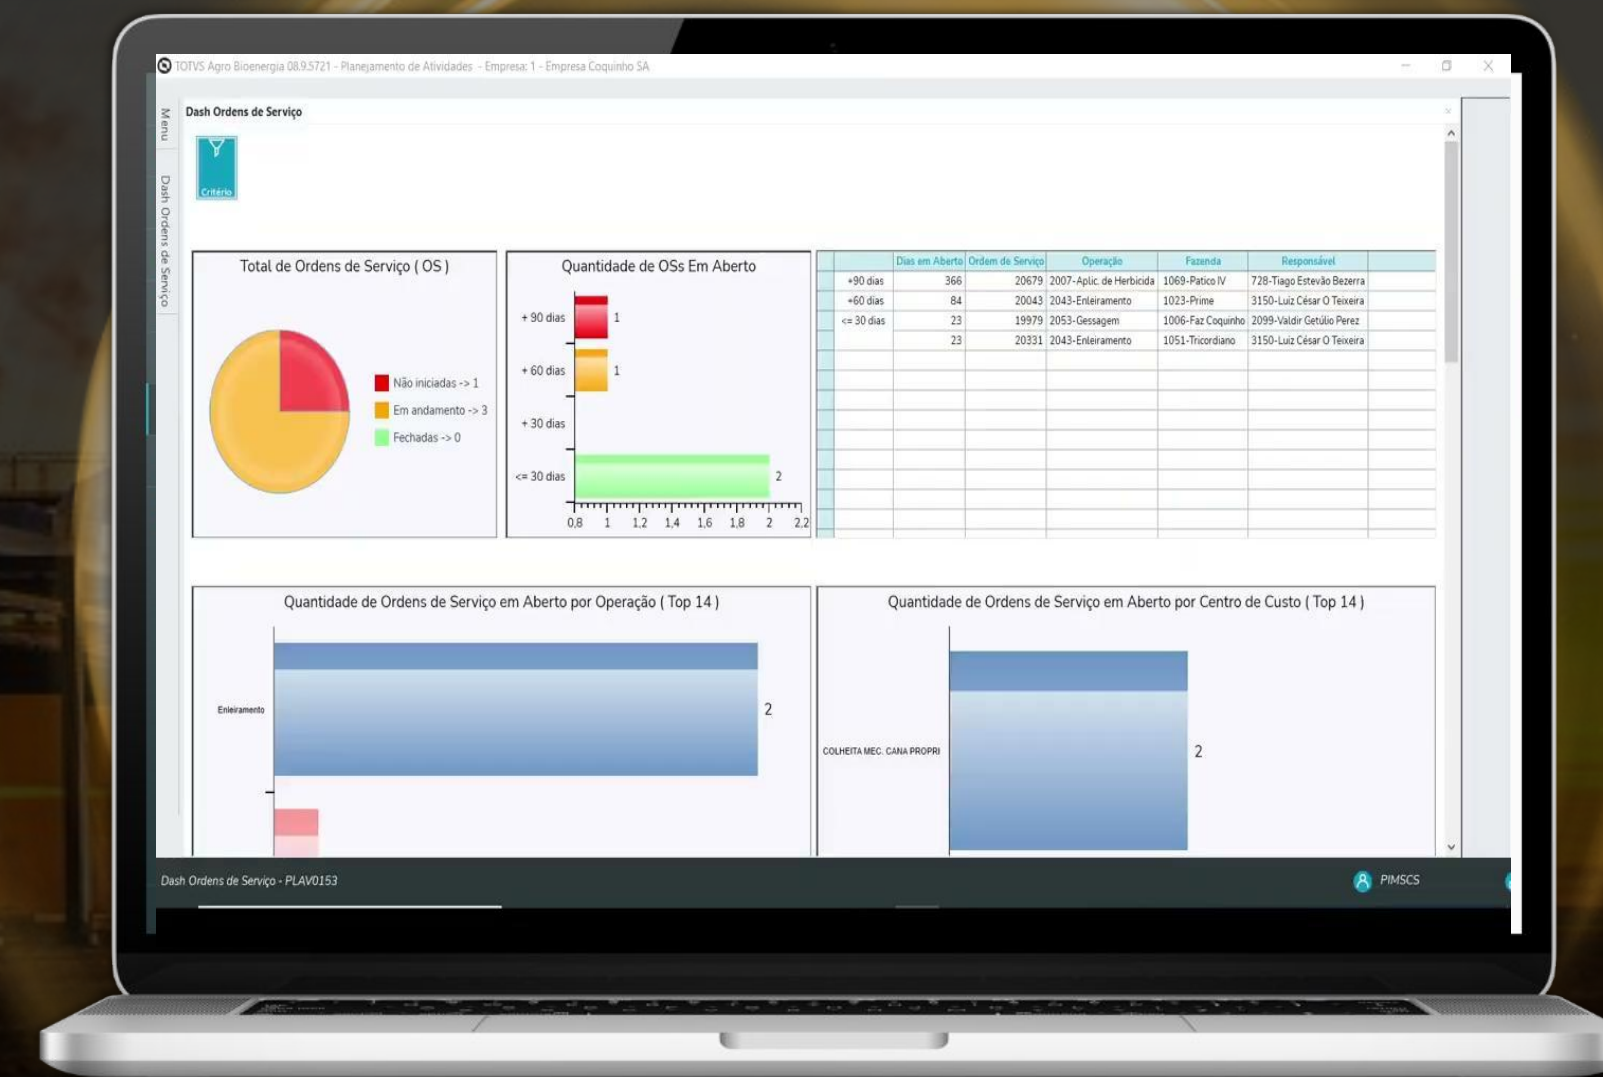 TOTVS Agro Bioenergia 08.9.5721 - Planejamento de Atividades - Empresa: 1 - Empresa Coquinho SA
Menu
Dash Ordens de Serviço
Dash Ordens de Serviço
Critério
Total de Ordens de Serviço ( OS )
Não iniciadas -> 1
Em andamento -> 3
Fechadas -> 0
Quantidade de OSs Em Aberto
+ 90 dias 1
+ 60 dias 1
+ 30 dias
<= 30 dias 2
0,8 1 1,2 1,4 1,6 1,8 2 2,2
Dias em Aberto Ordem de Serviço Operação Fazenda Responsável
+90 dias 366 20679 2007-Aplic. de Herbicida 1069-Patico IV 728-Tiago Estevão Bezerra
+60 dias 84 20043 2043-Enleiramento 1023-Prime 3150-Luiz César O Teixeira
<= 30 dias 23 19979 2053-Gessagem 1006-Faz Coquinho 2099-Valdir Getúlio Perez
23 20331 2043-Enleiramento 1051-Tricordiano 3150-Luiz César O Teixeira
Quantidade de Ordens de Serviço em Aberto por Operação ( Top 14 )
Enleiramento 2
Quantidade de Ordens de Serviço em Aberto por Centro de Custo ( Top 14 )
COLHEITA MEC. CANA PROPRI 2
Dash Ordens de Serviço - PLAV0153
PIMSCS